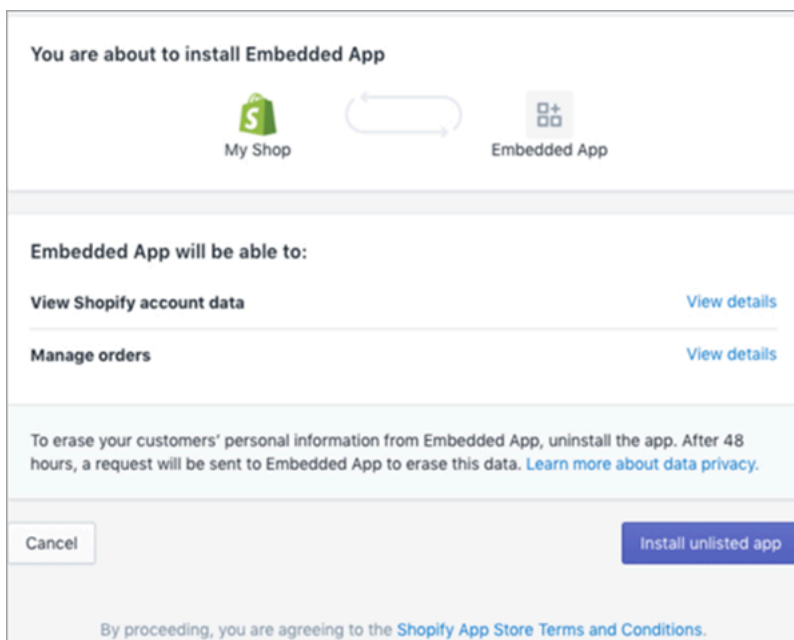 You are about to install Embedded App
My Shop
Embedded App
Embedded App will be able to:
View Shopify account data
View details
Manage orders
View details
To erase your customers’ personal information from Embedded App, uninstall the app. After 48
hours, a request will be sent to Embedded App to erase this data. Learn more about data privacy.
Cancel
Install unlisted app
By proceeding, you are agreeing to the Shopify App Store Terms and Conditions.